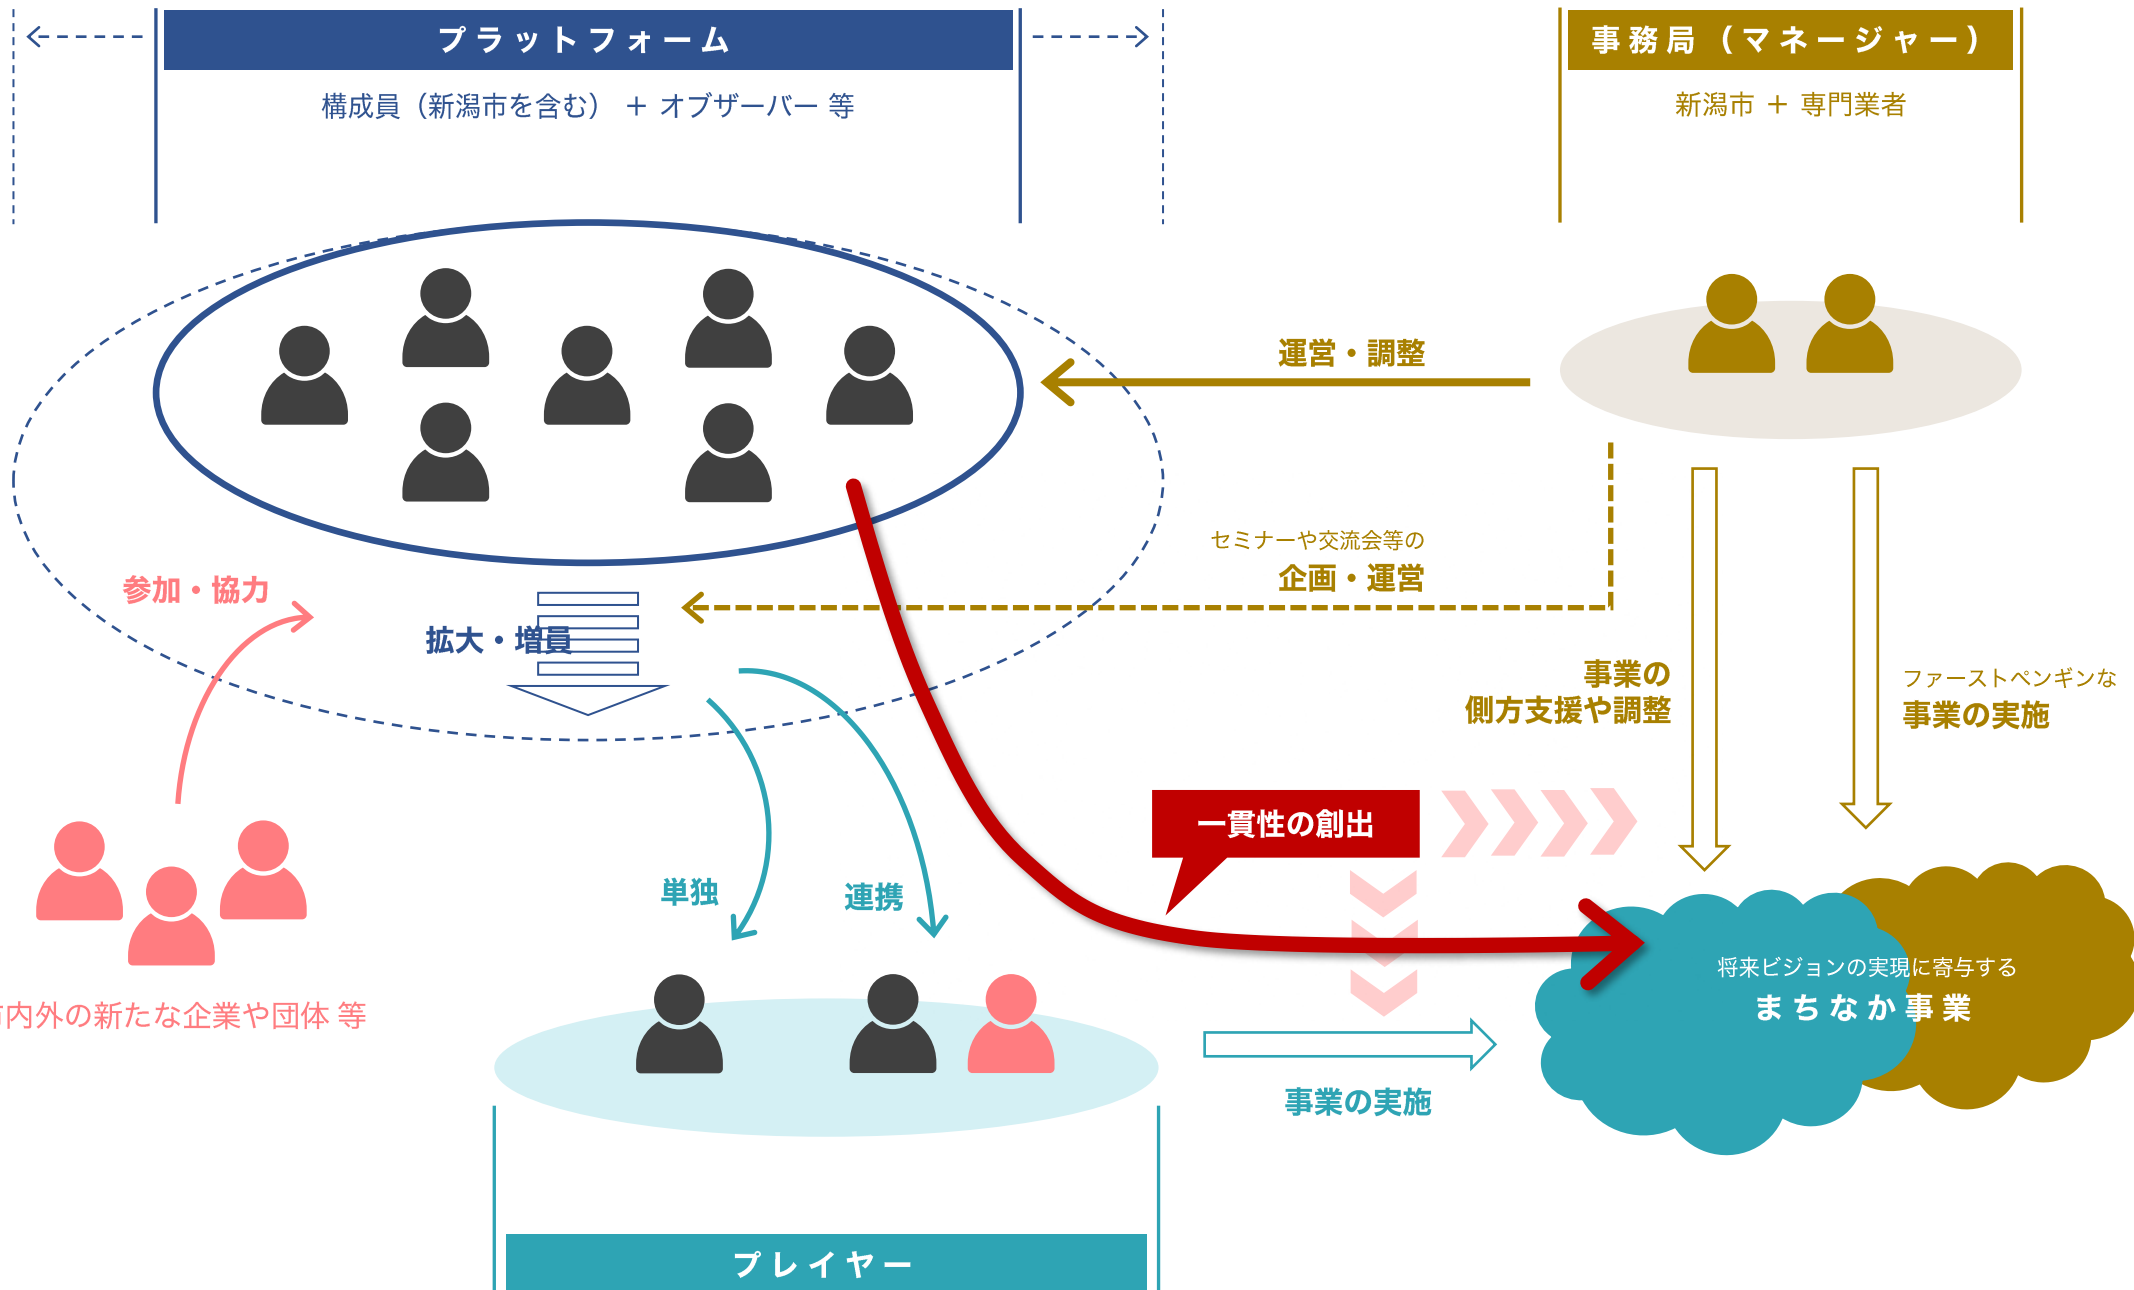 プラットフォーム
構成員（新潟市を含む） ＋ オブザーバー 等
事務局（マネージャー）
新潟市 ＋ 専門業者
運営・調整
セミナーや交流会等の
企画・運営
参加・協力
拡大・増員
事業の
側方支援や調整
ファーストペンギンな
事業の実施
一貫性の創出
単独
連携
将来ビジョンの実現に寄与する
まちなか事業
市内外の新たな企業や団体 等
事業の実施
プレイヤー